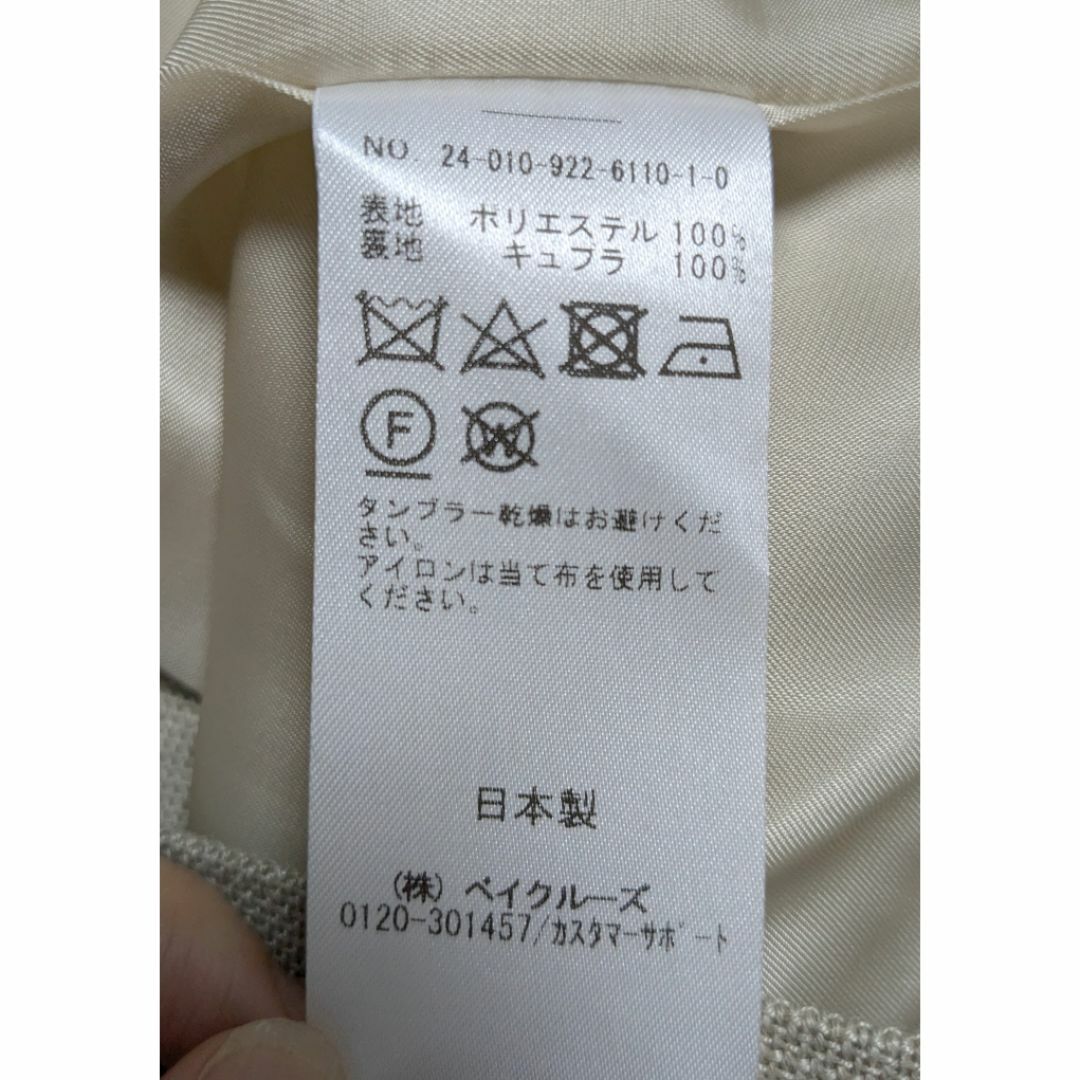 NO. 24-010-922-6110-1-0
表地 ポリエステル 100%
裏地 キュプラ 100%
F
W
タンブラー乾燥はお避けくだ
さい。
アイロンは当て布を使用して
ください。
日本製
(株) ベイクルーズ
0120-301457/カスタマーサポート